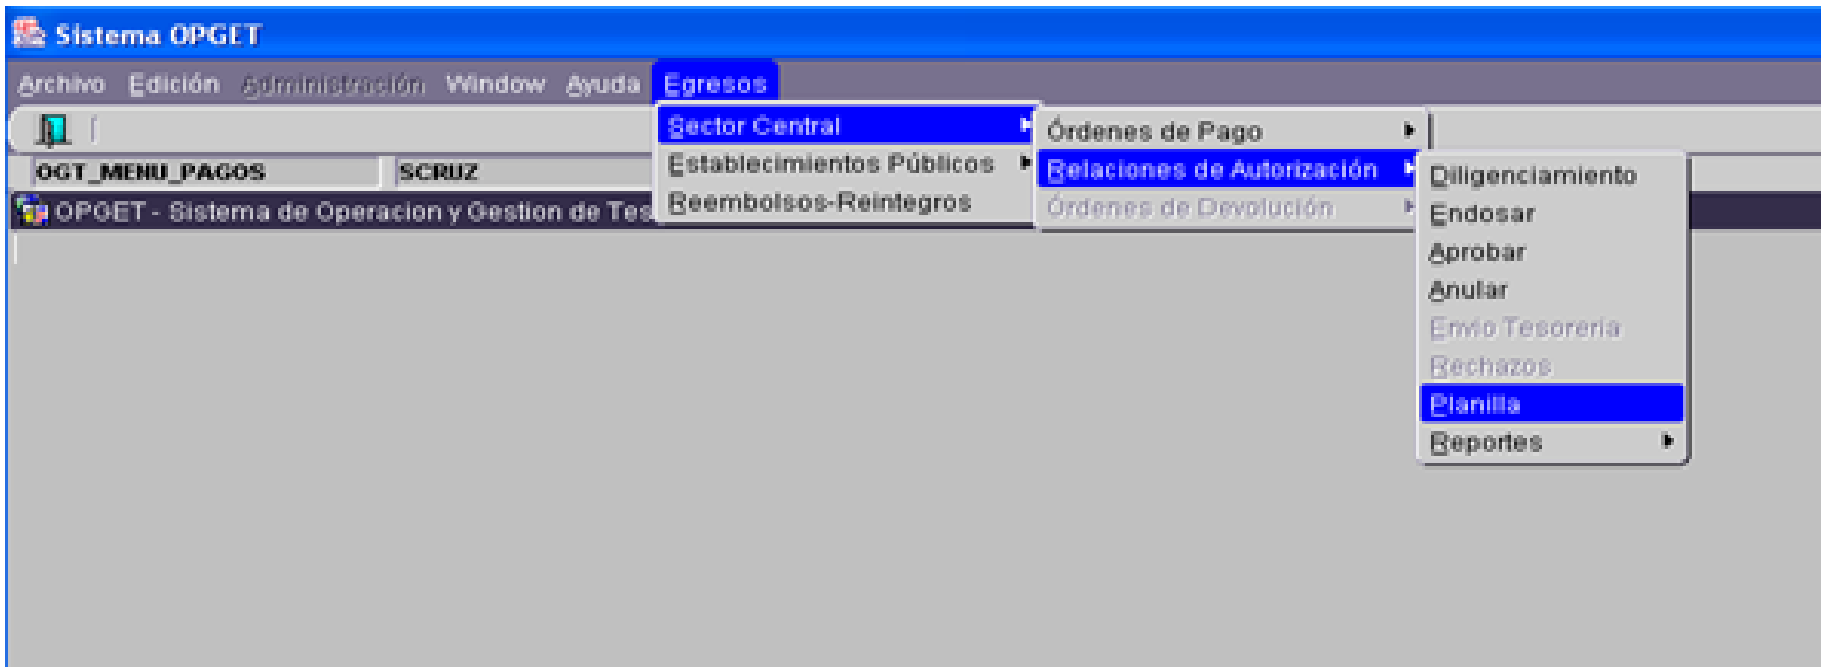 Sistema OPGET
Archivo Edición Administración Window Ayuda Egresos
OGT_MENU_PAGOS SCRUZ
OPGET - Sistema de Operacion y Gestion de Tes
Sector Central
Establecimientos Públicos
Reembolsos-Reintegros
Órdenes de Pago
Relaciones de Autorización
Órdenes de Devolución
Diligenciamiento
Endosar
Aprobar
Anular
Envio Tesoreria
Rechazos
Planilla
Reportes